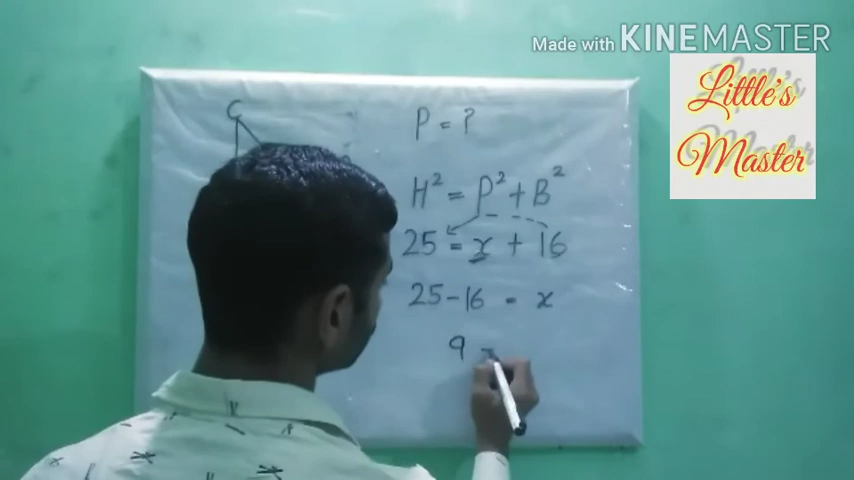 Made with KINEMASTER
Little's
Master
C
P = ?
H² = P² + B²
25 = x + 16
25 - 16 = x
9 =